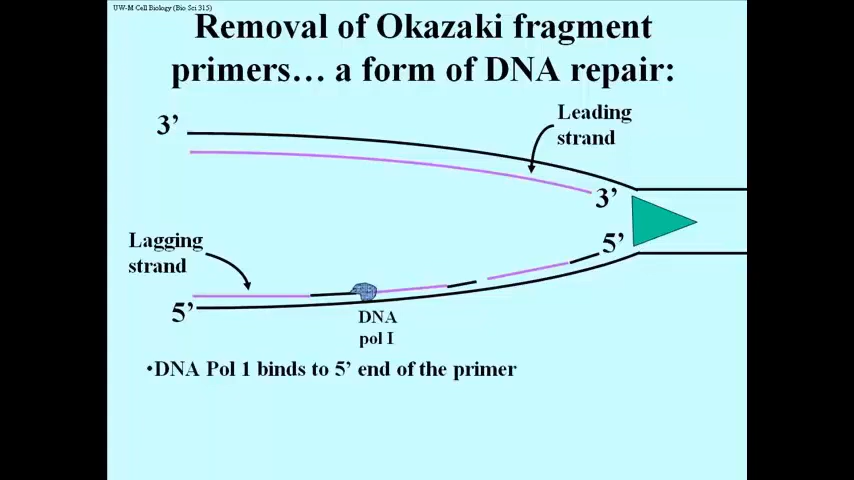 UW-M Cell Biology (Bio Sci 315)
Removal of Okazaki fragment
primers… a form of DNA repair:
Leading
strand
3’
3’
Lagging
strand
5’
5’
DNA
pol I
•DNA Pol 1 binds to 5’ end of the primer